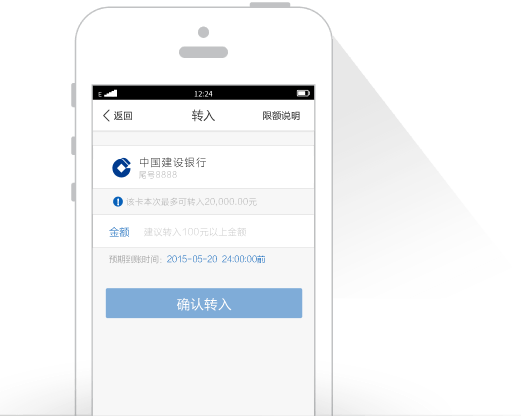 E 12:24
返回 转入 限额说明
中国建设银行
尾号8888
该卡本次最多可转入20,000.00元
金额 建议转入100元以上金额
预期到账时间: 2015-05-20 24:00:00前
确认转入